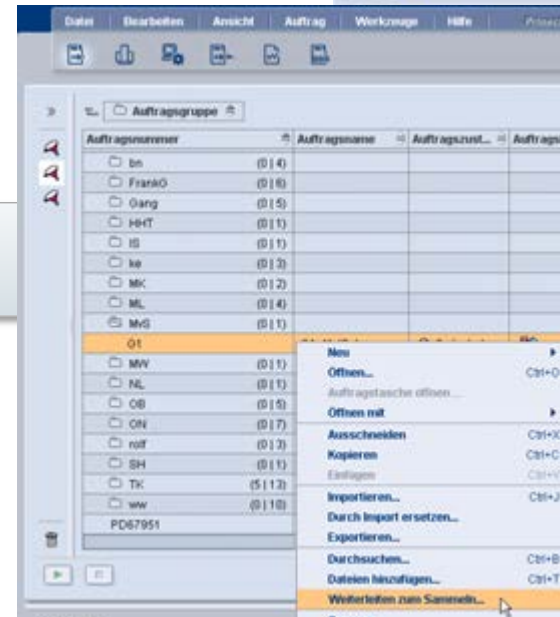 Datei Bearbeiten Ansicht Auftrag Werkzeuge Hilfe
Auftragsgruppe
Auftragsnummer Auftragsname Auftragszust... Auftrags
bn (0 | 4)
FrankG (0 | 6)
Gang (0 | 5)
HHT (0 | 1)
IS (0 | 1)
ke (0 | 3)
MK (0 | 2)
ML (0 | 4)
MvS (0 | 1)
01
MW (0 | 1)
NL (0 | 1)
OB (0 | 5)
ON (0 | 7)
rolf (0 | 3)
SH (0 | 1)
TK (5 | 13)
ww (0 | 10)
PD67951
Neu
Öffnen... Ctrl+O
Auftragstasche öffnen...
Öffnen mit
Ausschneiden Ctrl+X
Kopieren Ctrl+C
Einfügen Ctrl+V
Importieren... Ctrl+J
Durch Import ersetzen...
Exportieren...
Durchsuchen... Ctrl+B
Dateien hinzufügen... Ctrl+T
Weiterleiten zum Sammeln...